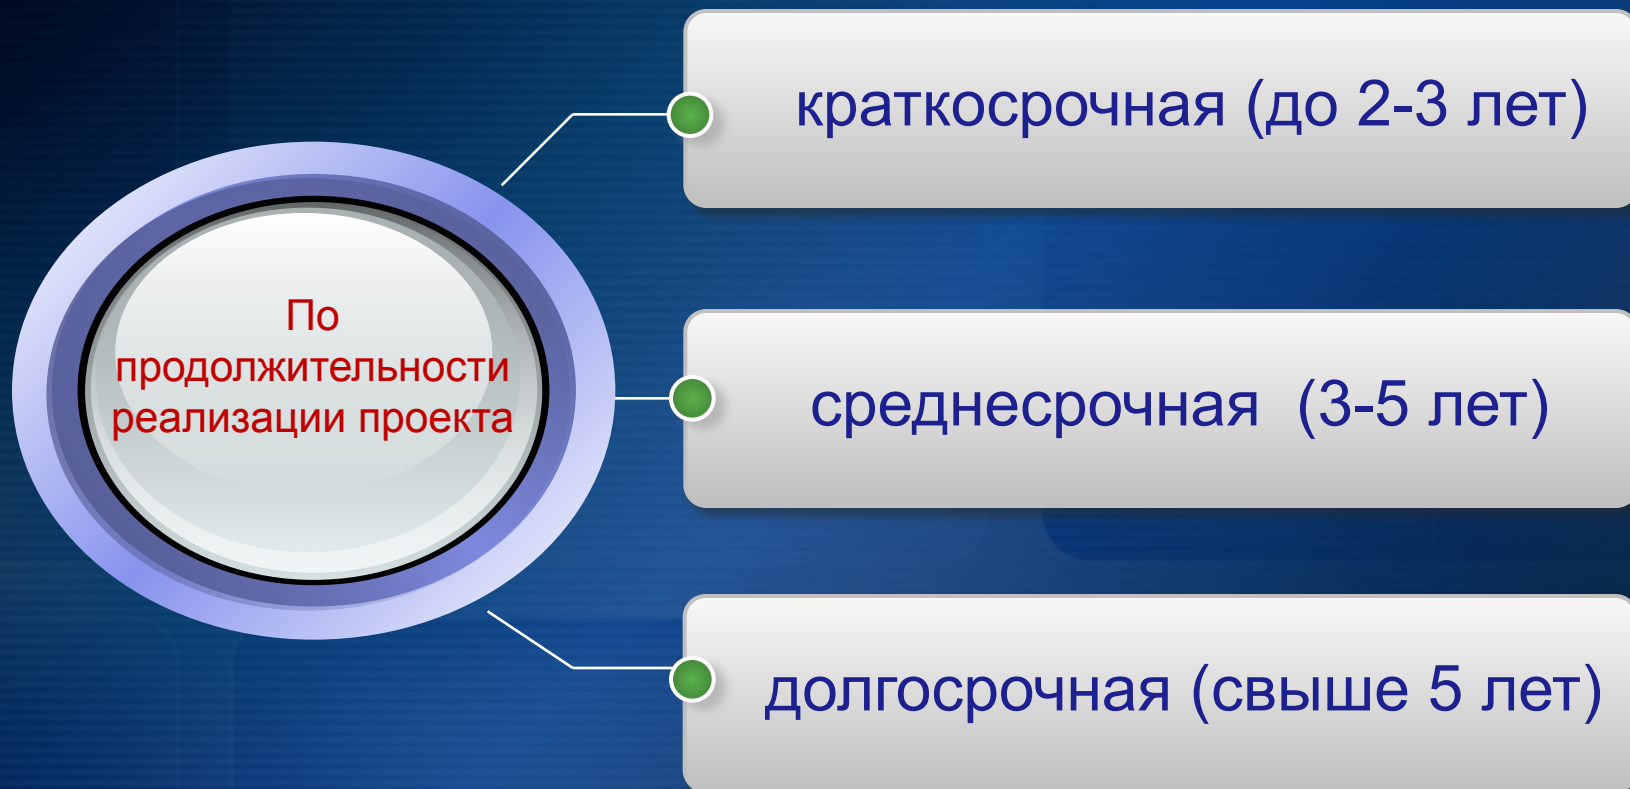 По
продолжительности
реализации проекта
краткосрочная (до 2-3 лет)
среднесрочная (3-5 лет)
долгосрочная (свыше 5 лет)